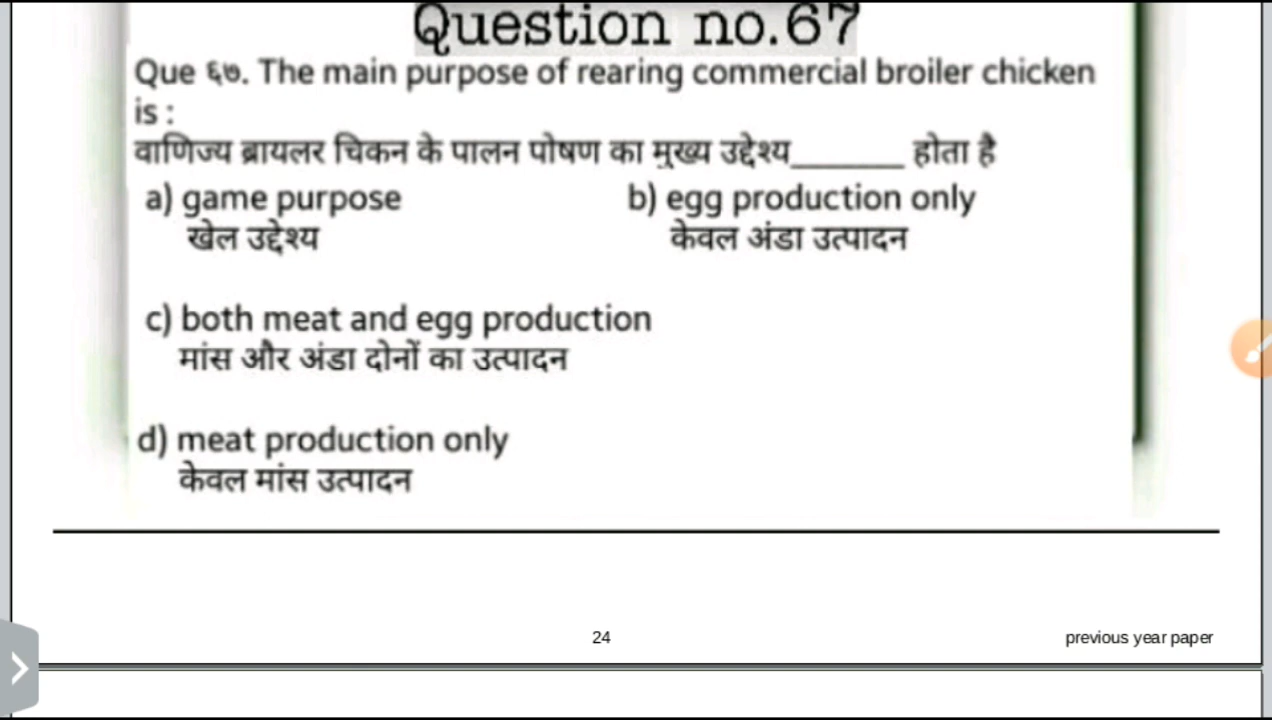 Question no.67
Que ६७. The main purpose of rearing commercial broiler chicken
is :
वाणिज्य ब्रायलर चिकन के पालन पोषण का मुख्य उद्देश्य_______ होता है
a) game purpose b) egg production only
खेल उद्देश्य केवल अंडा उत्पादन
c) both meat and egg production
मांस और अंडा दोनों का उत्पादन
d) meat production only
केवल मांस उत्पादन
24 previous year paper